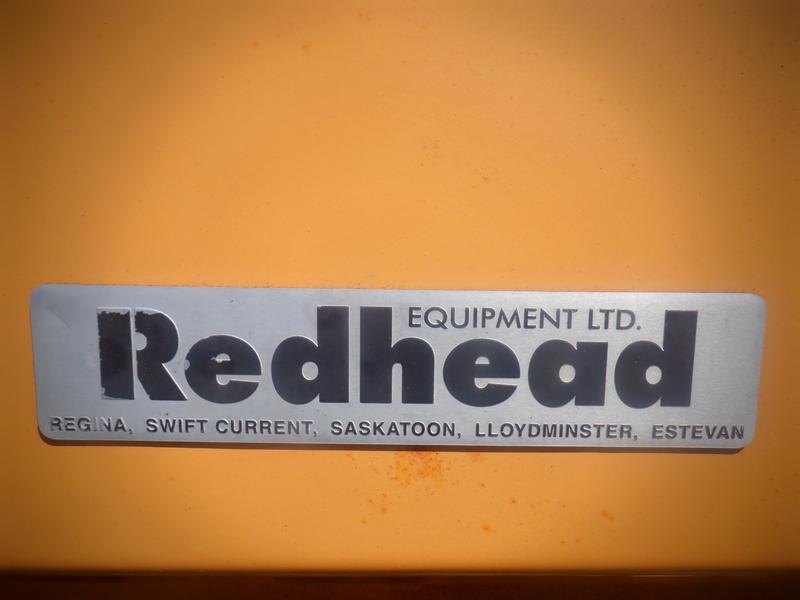 EQUIPMENT LTD.
Redhead
REGINA, SWIFT CURRENT, SASKATOON, LLOYDMINSTER, ESTEVAN